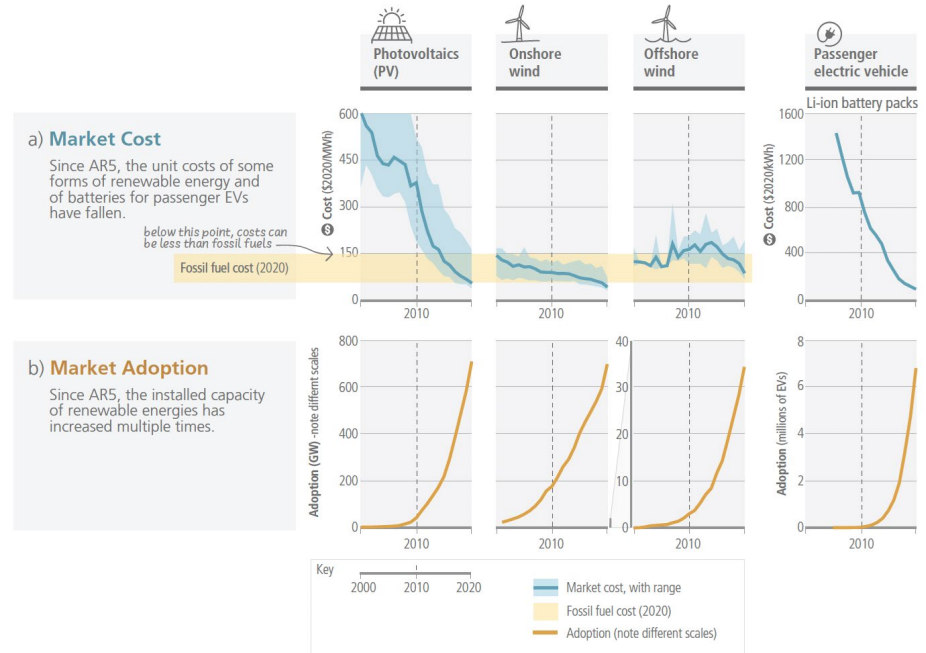 Photovoltaics
(PV)
Onshore
wind
Offshore
wind
Passenger
electric vehicle
Li-ion battery packs
a) Market Cost
Since AR5, the unit costs of some
forms of renewable energy and
of batteries for passenger EVs
have fallen.
below this point, costs can
be less than fossil fuels
Fossil fuel cost (2020)
$ Cost ($2020/MWh)
600
450
300
150
0
2010
2010
2010
$ Cost ($2020/kWh)
1600
1200
800
400
0
2010
b) Market Adoption
Since AR5, the installed capacity
of renewable energies has
increased multiple times.
Adoption (GW) -note differnt scales
800
600
400
200
0
2010
2010
40
30
20
10
0
2010
Adoption (millions of EVs)
8
6
4
2
0
2010
Key
2000 2010 2020
Market cost, with range
Fossil fuel cost (2020)
Adoption (note different scales)